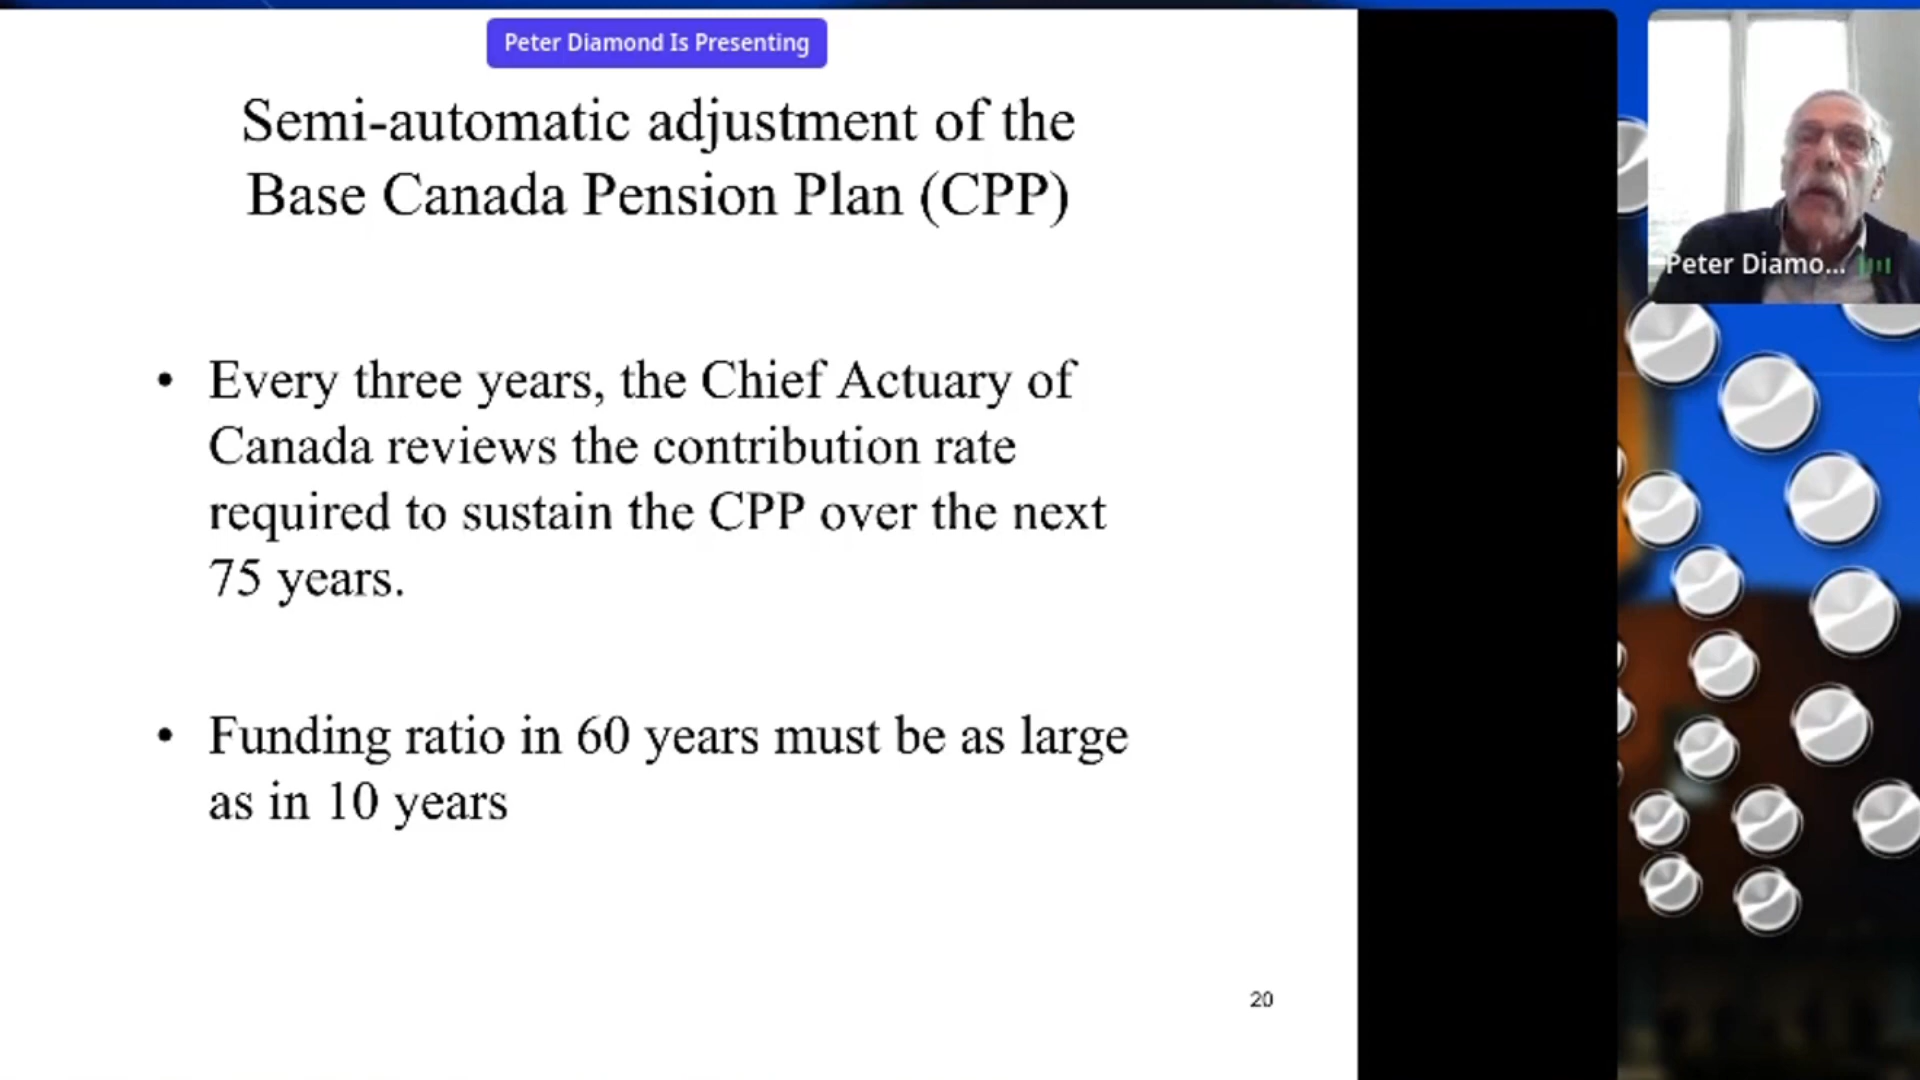 Peter Diamond Is Presenting
Semi-automatic adjustment of the
Base Canada Pension Plan (CPP)
• Every three years, the Chief Actuary of
Canada reviews the contribution rate
required to sustain the CPP over the next
75 years.
• Funding ratio in 60 years must be as large
as in 10 years
20
Peter Diamo...